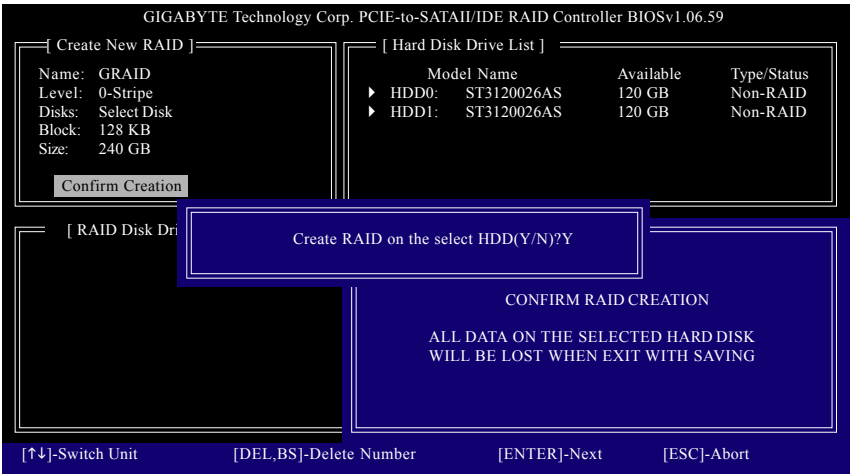 GIGABYTE Technology Corp. PCIE-to-SATAII/IDE RAID Controller BIOSv1.06.59
[ Create New RAID ]
Name: GRAID
Level: 0-Stripe
Disks: Select Disk
Block: 128 KB
Size: 240 GB
Confirm Creation
[ Hard Disk Drive List ]
Model Name Available Type/Status
HDD0: ST3120026AS 120 GB Non-RAID
HDD1: ST3120026AS 120 GB Non-RAID
[ RAID Disk Dri
Create RAID on the select HDD(Y/N)?Y
CONFIRM RAID CREATION
ALL DATA ON THE SELECTED HARD DISK
WILL BE LOST WHEN EXIT WITH SAVING
[↑↓]-Switch Unit [DEL,BS]-Delete Number [ENTER]-Next [ESC]-Abort